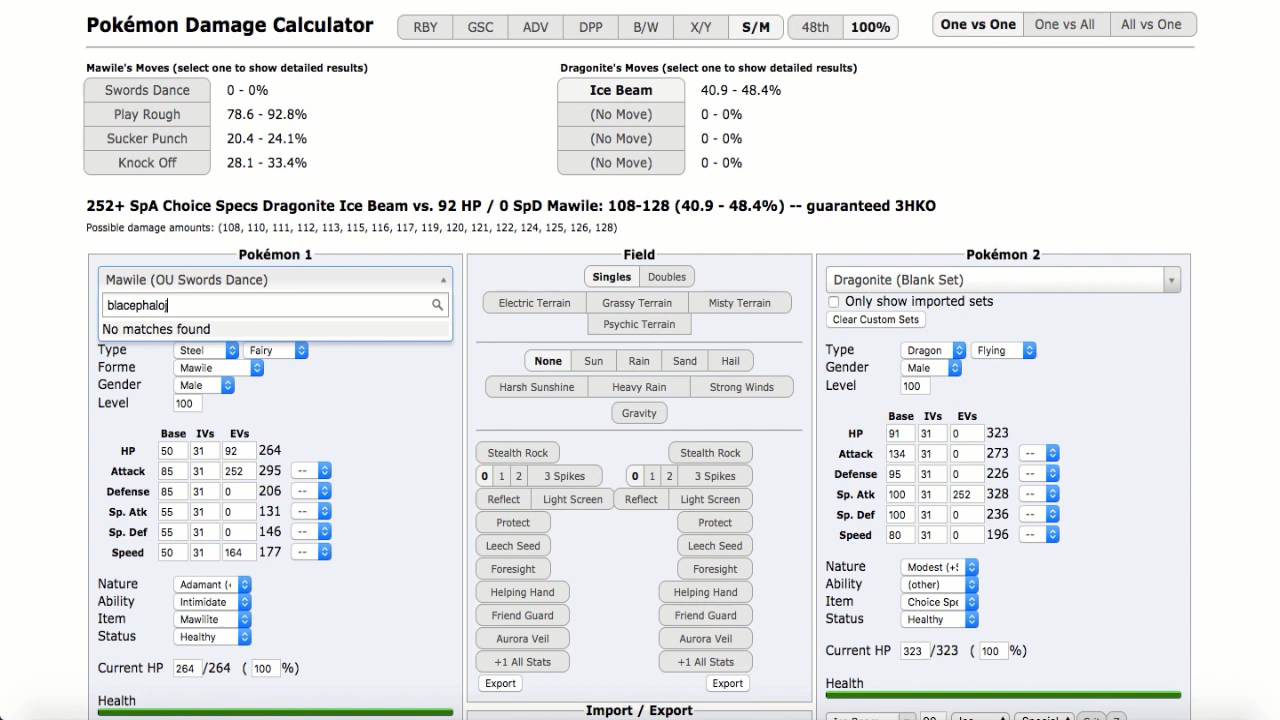 Pokémon Damage Calculator RBY GSC ADV DPP B/W X/Y S/M 48th 100% One vs One One vs All All vs One
Mawile's Moves (select one to show detailed results) Dragonite's Moves (select one to show detailed results)
Swords Dance 0 - 0% Ice Beam 40.9 - 48.4%
Play Rough 78.6 - 92.8% (No Move) 0 - 0%
Sucker Punch 20.4 - 24.1% (No Move) 0 - 0%
Knock Off 28.1 - 33.4% (No Move) 0 - 0%
252+ SpA Choice Specs Dragonite Ice Beam vs. 92 HP / 0 SpD Mawile: 108-128 (40.9 - 48.4%) -- guaranteed 3HKO
Possible damage amounts: (108, 110, 111, 112, 113, 115, 116, 117, 119, 120, 121, 122, 124, 125, 126, 128)
Pokémon 1
Mawile (OU Swords Dance)
blacephaloj
No matches found
Type Steel Fairy
Forme Mawile
Gender Male
Level 100
Base IVs EVs
HP 50 31 92 264
Attack 85 31 252 295 --
Defense 85 31 0 206 --
Sp. Atk 55 31 0 131 --
Sp. Def 55 31 0 146 --
Speed 50 31 164 177 --
Nature Adamant (+
Ability Intimidate
Item Mawilite
Status Healthy
Current HP 264 /264 ( 100 %)
Health
Field
Singles Doubles
Electric Terrain Grassy Terrain Misty Terrain
Psychic Terrain
None Sun Rain Sand Hail
Harsh Sunshine Heavy Rain Strong Winds
Gravity
Stealth Rock Stealth Rock
0 1 2 3 Spikes 0 1 2 3 Spikes
Reflect Light Screen Reflect Light Screen
Protect Protect
Leech Seed Leech Seed
Foresight Foresight
Helping Hand Helping Hand
Friend Guard Friend Guard
Aurora Veil Aurora Veil
+1 All Stats +1 All Stats
Export Export
Import / Export
Pokémon 2
Dragonite (Blank Set)
Only show imported sets
Clear Custom Sets
Type Dragon Flying
Gender Male
Level 100
Base IVs EVs
HP 91 31 0 323
Attack 134 31 0 273 --
Defense 95 31 0 226 --
Sp. Atk 100 31 252 328 --
Sp. Def 100 31 0 236 --
Speed 80 31 0 196 --
Nature Modest (+S
Ability (other)
Item Choice Spe
Status Healthy
Current HP 323 /323 ( 100 %)
Health